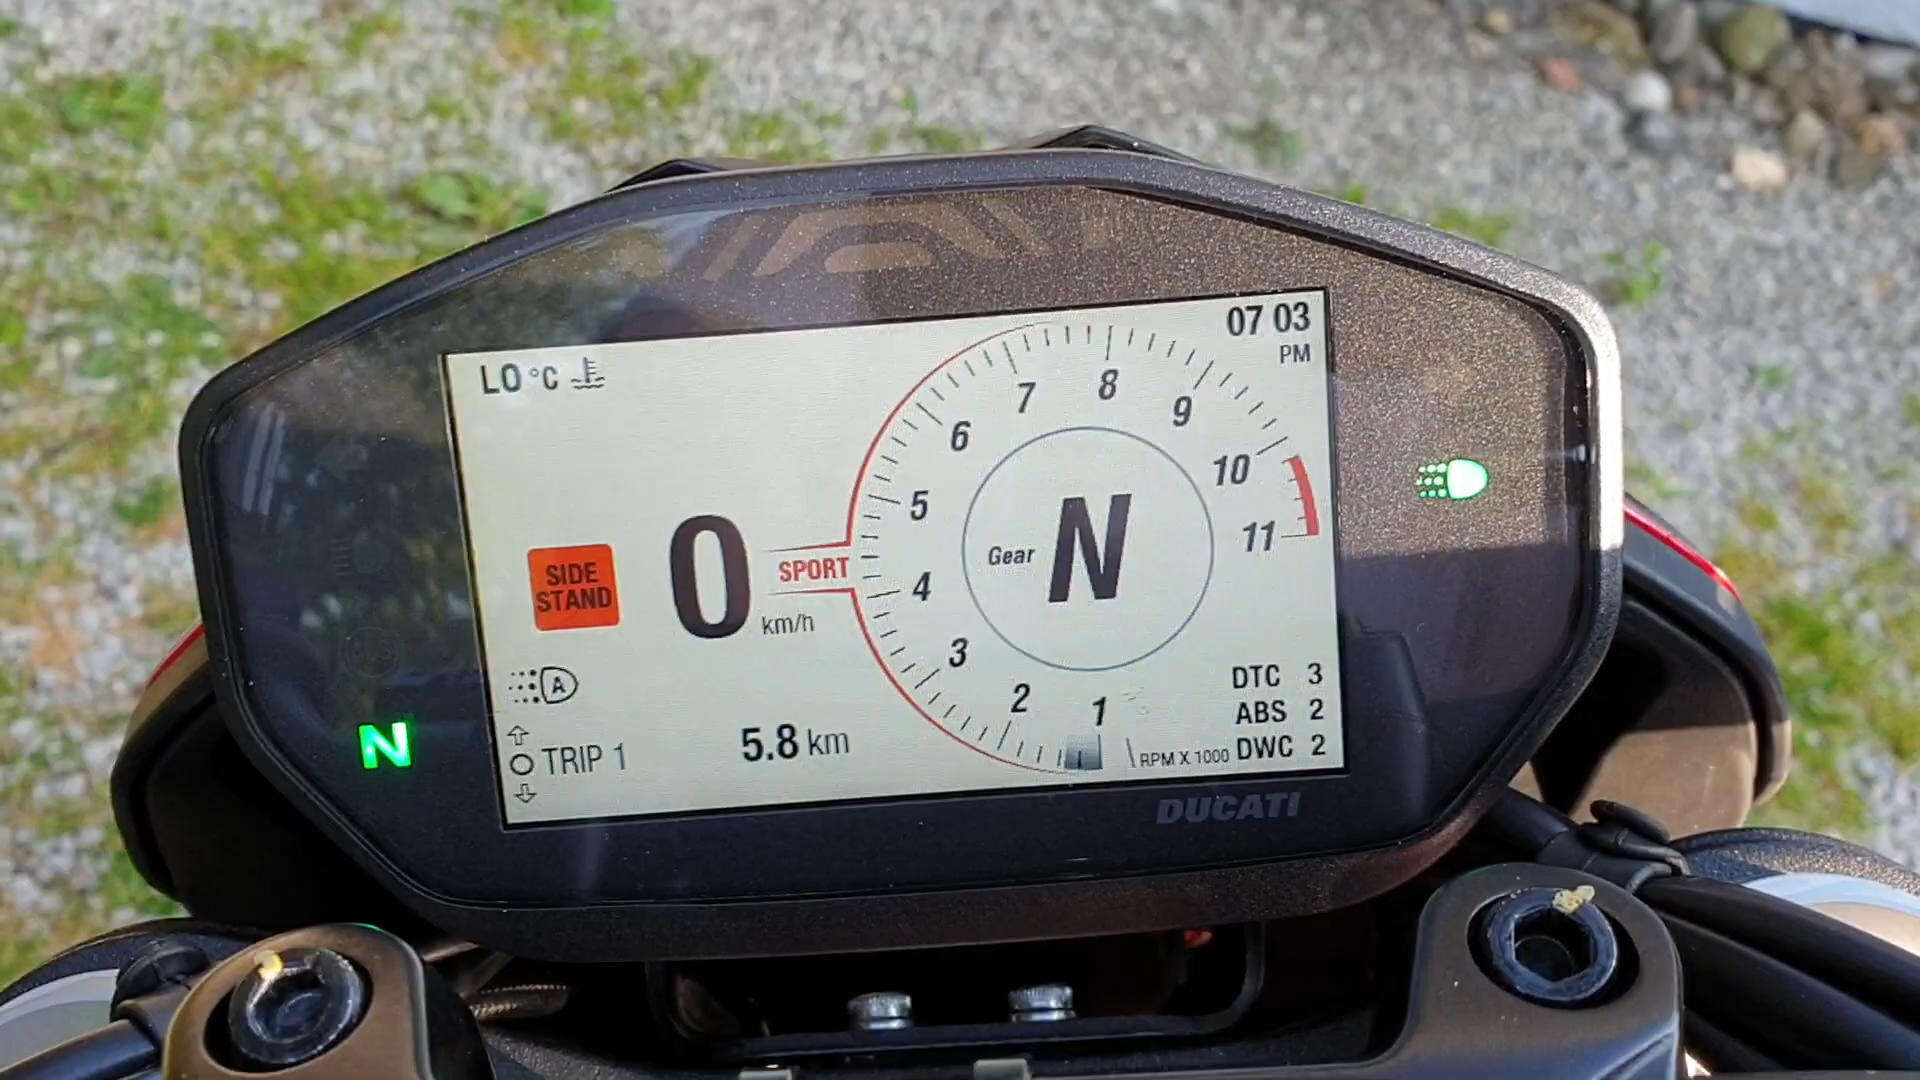 LO °C
07 03
PM
7
8
6
9
5
10
4
11
3
2
1
Gear
N
SIDE
STAND
0
km/h
SPORT
A
TRIP 1
5.8 km
RPM X 1000
DTC 3
ABS 2
DWC 2
N
ABS
DUCATI